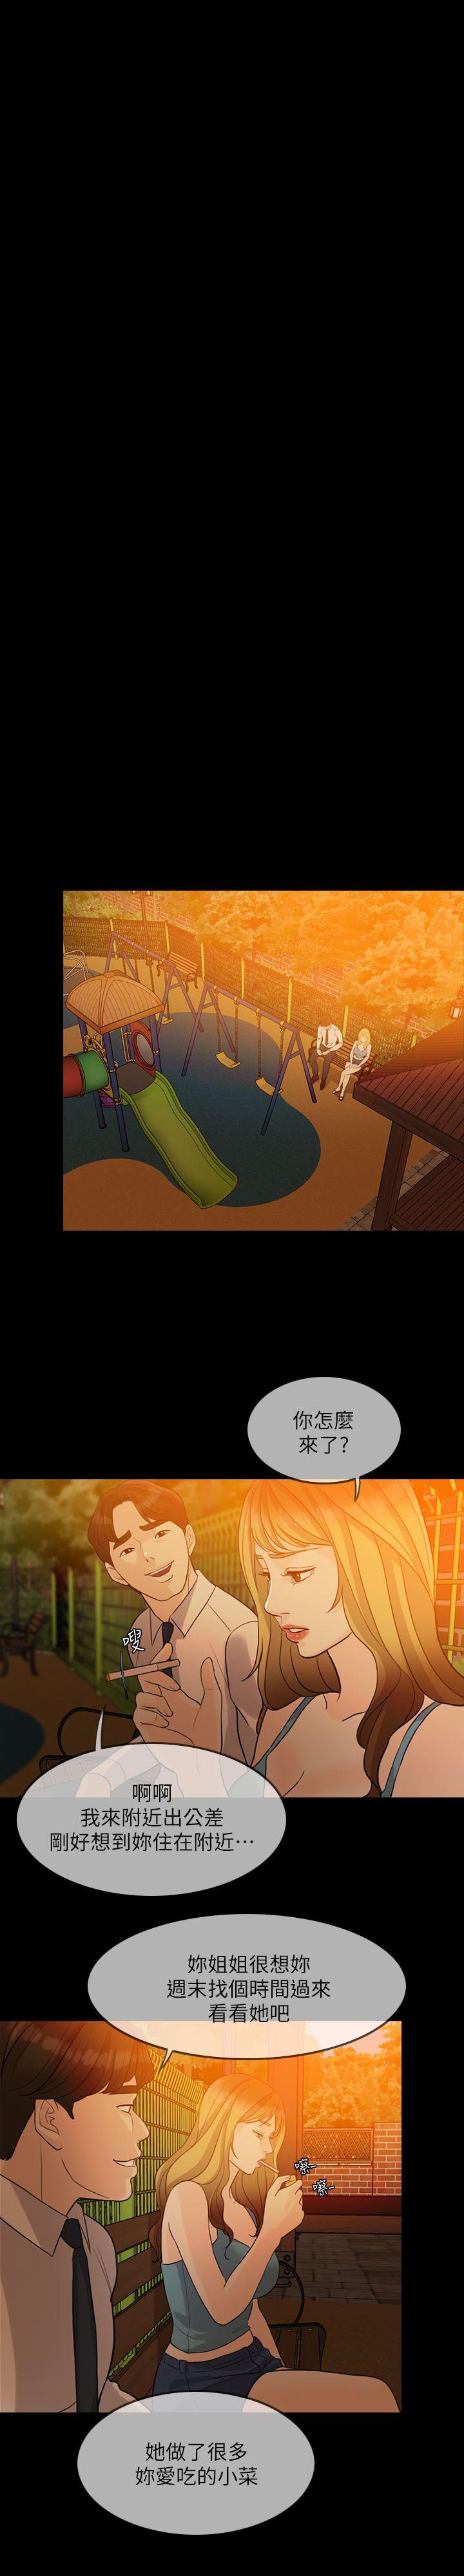 你怎麼
來了?
嗖
啊啊
我來附近出公差
剛好想到妳住在附近…
妳姐姐很想妳
週末找個時間過來
看看她吧
嚓-
嚓-
她做了很多
妳愛吃的小菜